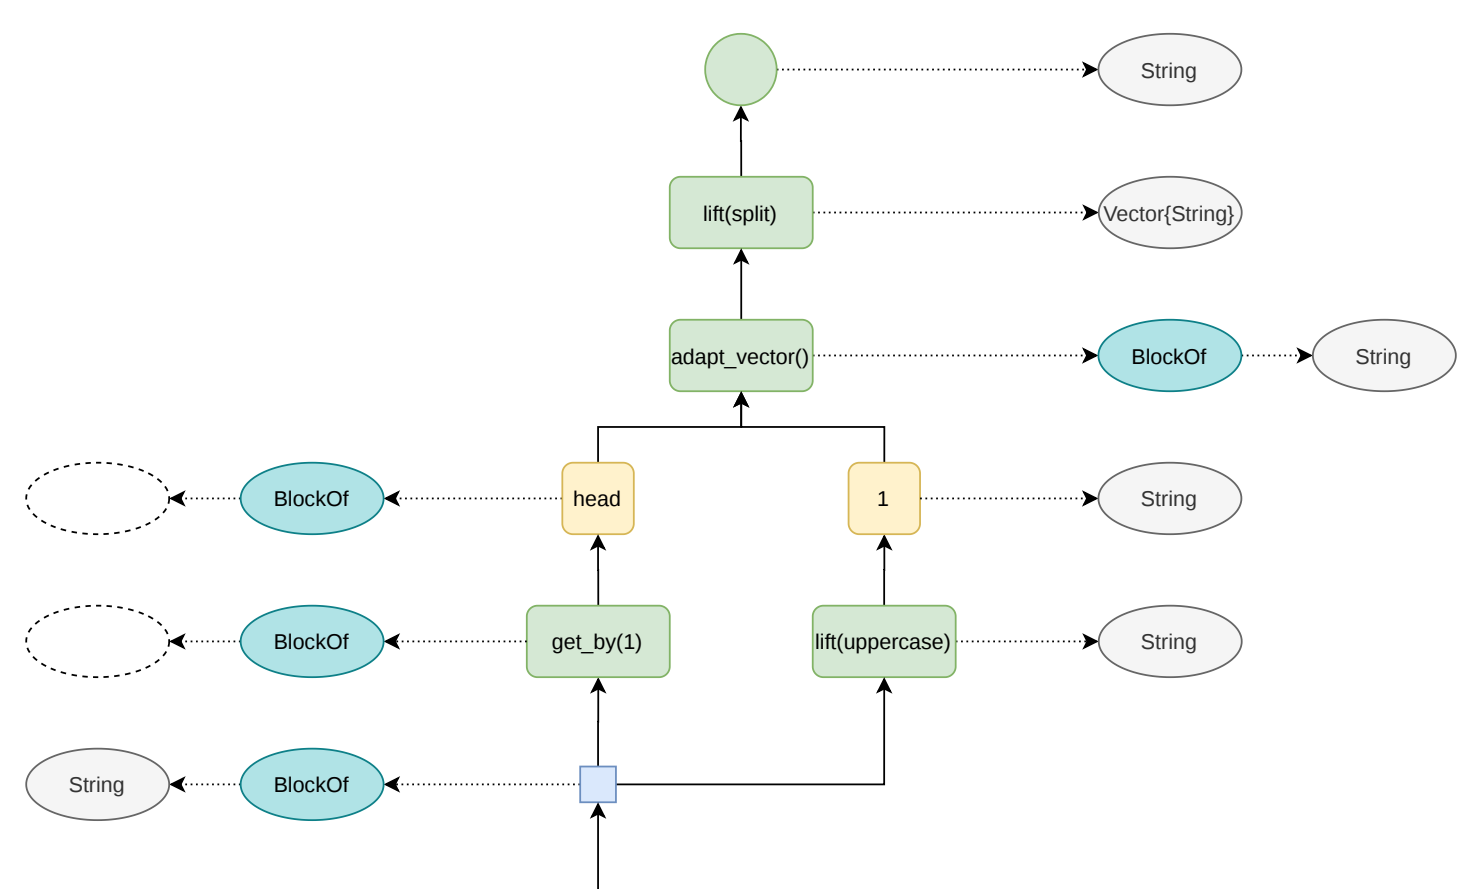 String
lift(split)
Vector{String}
adapt_vector()
BlockOf
String
BlockOf
head
1
String
BlockOf
get_by(1)
lift(uppercase)
String
String
BlockOf